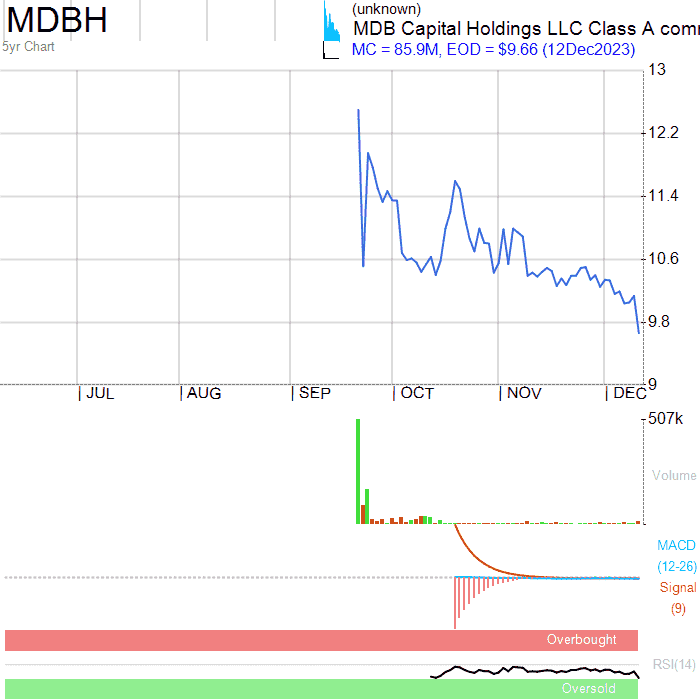 MDBH
5yr Chart
(unknown)
MDB Capital Holdings LLC Class A com
MC = 85.9M, EOD = $9.66 (12Dec2023)
13
12.2
11.4
10.6
9.8
9
JUL AUG SEP OCT NOV DEC
507k
Volume
MACD
(12-26)
Signal
(9)
Overbought
RSI(14)
Oversold